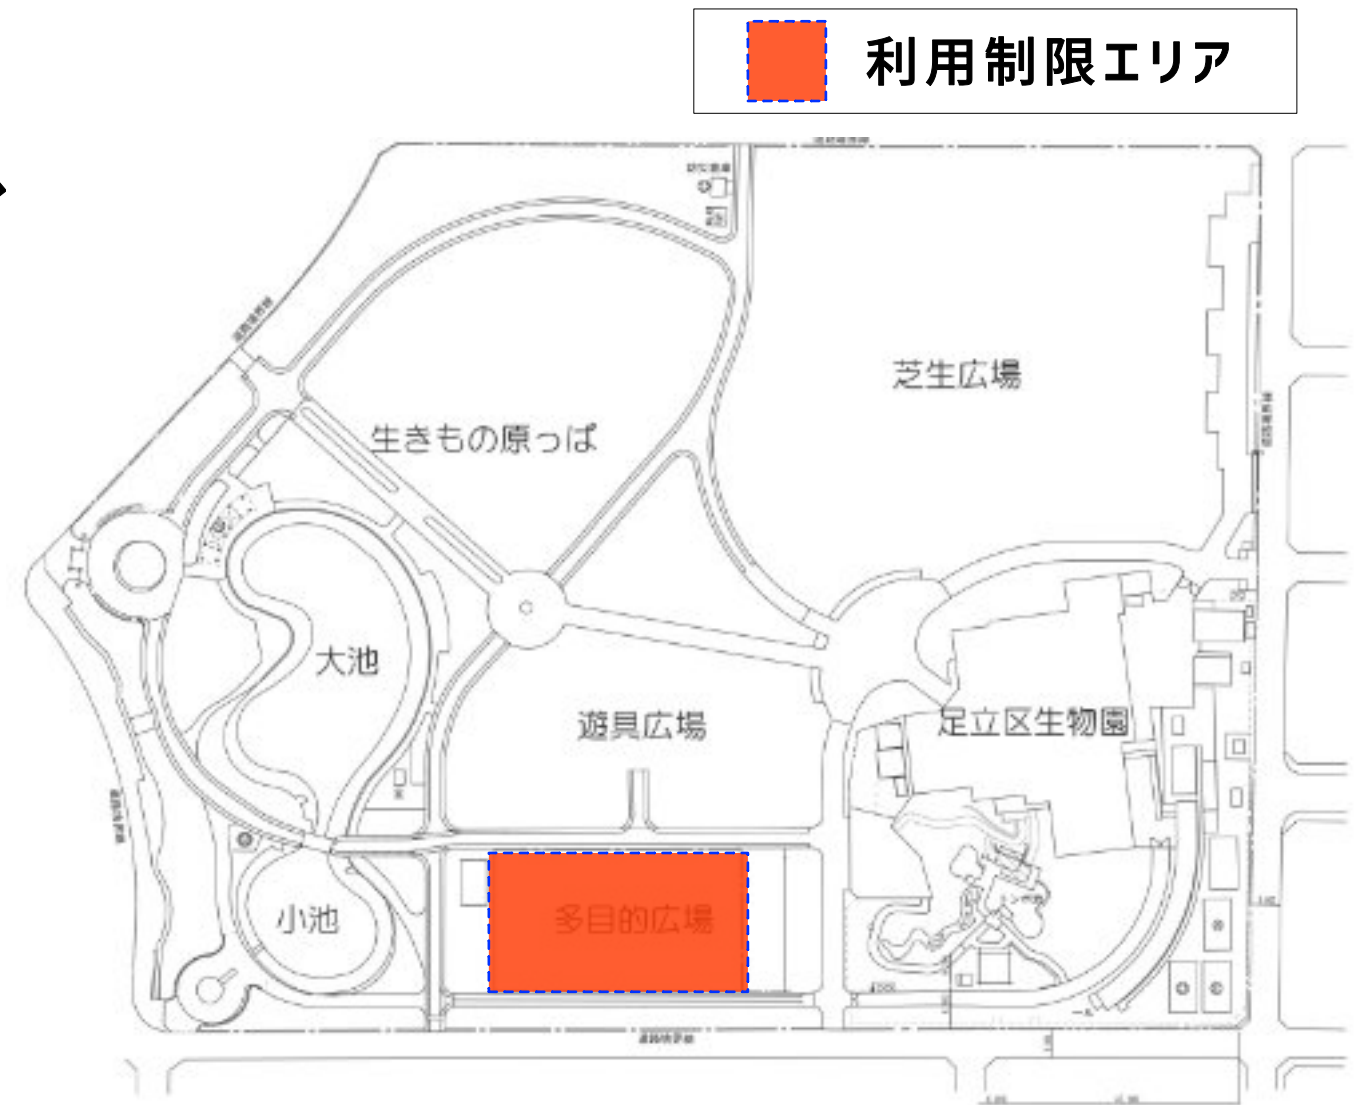 利用制限エリア
芝生広場
生きもの原っぱ
大池
遊具広場
足立区生物園
小池
多目的広場